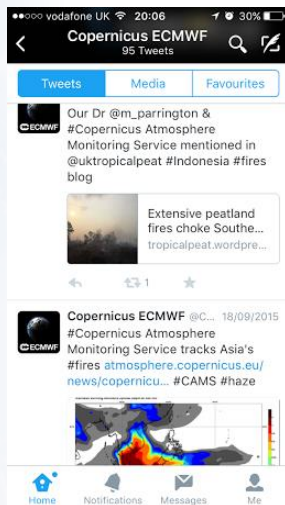 vodafone UK 20:06 30%
Copernicus ECMWF
95 Tweets
Tweets Media Favourites
ECMWF
Our Dr @m_parrington &
#Copernicus Atmosphere
Monitoring Service mentioned in
@uktropicalpeat #Indonesia #fires
blog
Extensive peatland
fires choke Southe...
tropicalpeat.wordpre...
1
Copernicus ECMWF @C... 18/09/2015
ECMWF
#Copernicus Atmosphere
Monitoring Service tracks Asia's
#fires atmosphere.copernicus.eu/
news/copernicu... #CAMS #haze
Home Notifications Messages Me